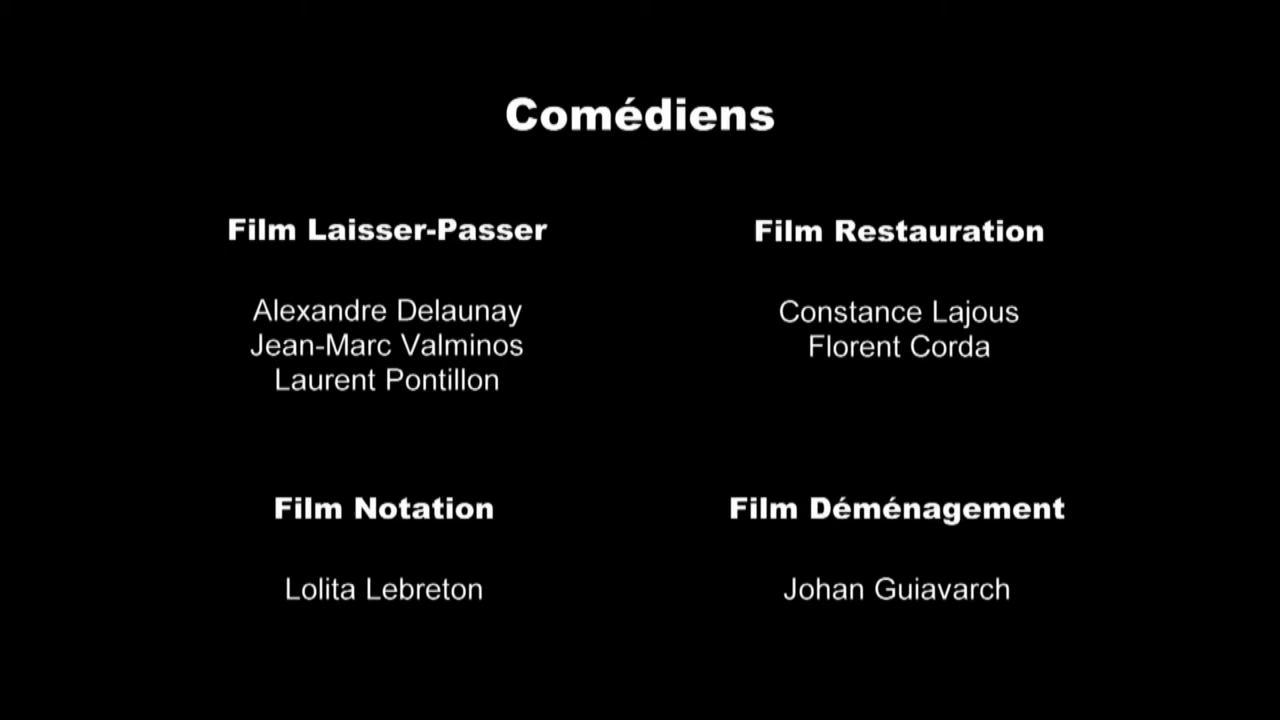 Comédiens
Film Laisser-Passer
Alexandre Delaunay
Jean-Marc Valminos
Laurent Pontillon
Film Restauration
Constance Lajous
Florent Corda
Film Notation
Lolita Lebreton
Film Déménagement
Johan Guiavarch